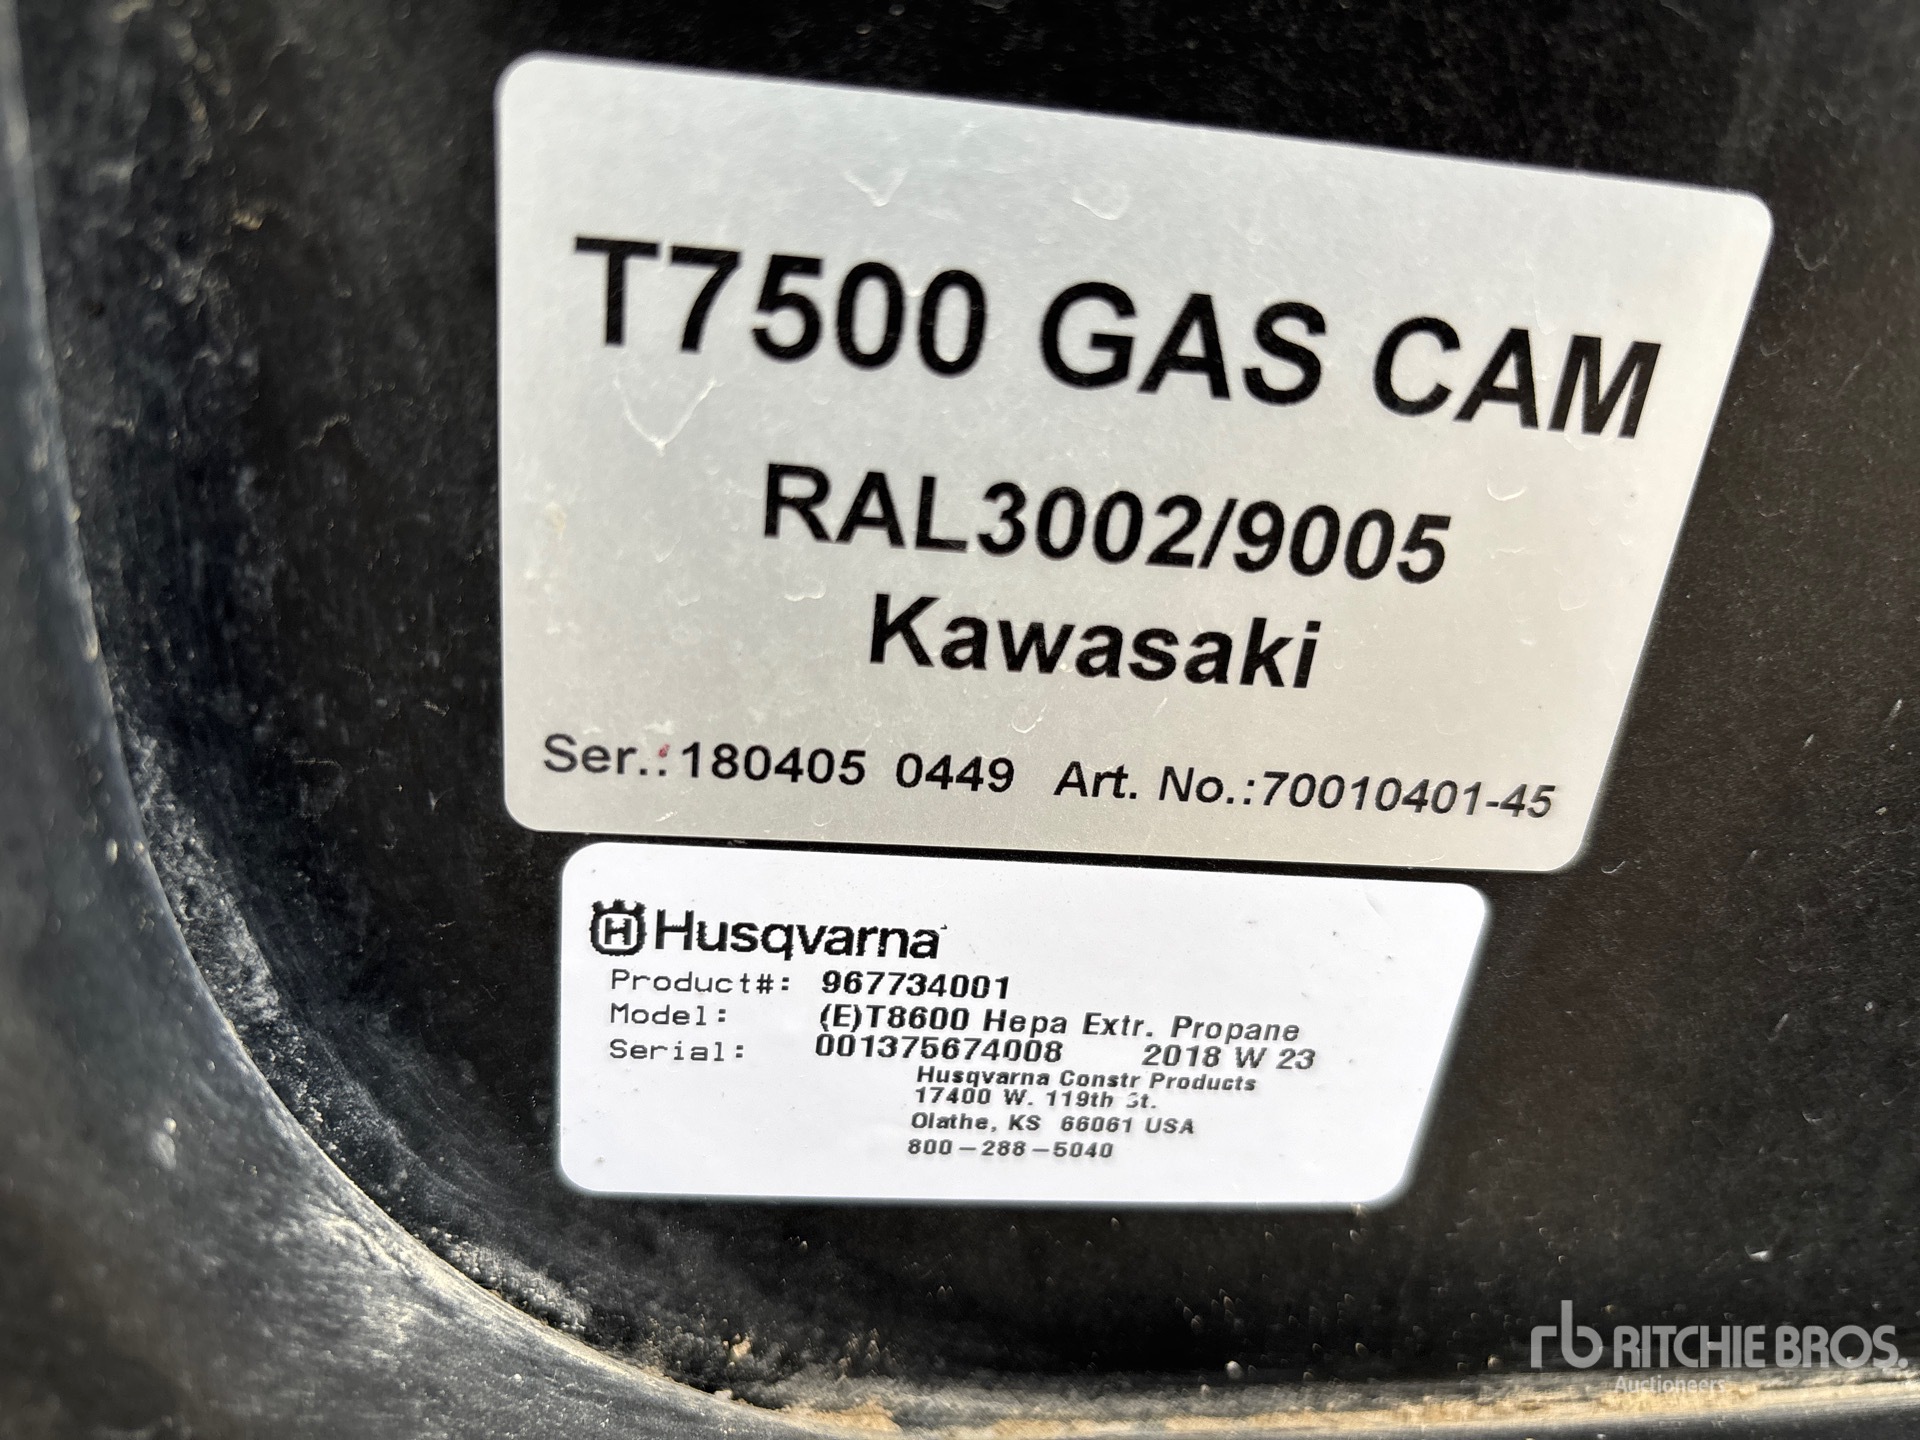 T7500 GAS CAM
RAL3002/9005
Kawasaki
Ser.:180405 0449 Art. No.:70010401-45
H Husqvarna
Product#: 967734001
Model: (E)T8600 Hepa Extr. Propane
Serial: 001375674008 2018 W 23
Husqvarna Constr Products
17400 W. 119th St.
Olathe, KS 66061 USA
800-288-5040
rb RITCHIE BROS.
Auctioneers